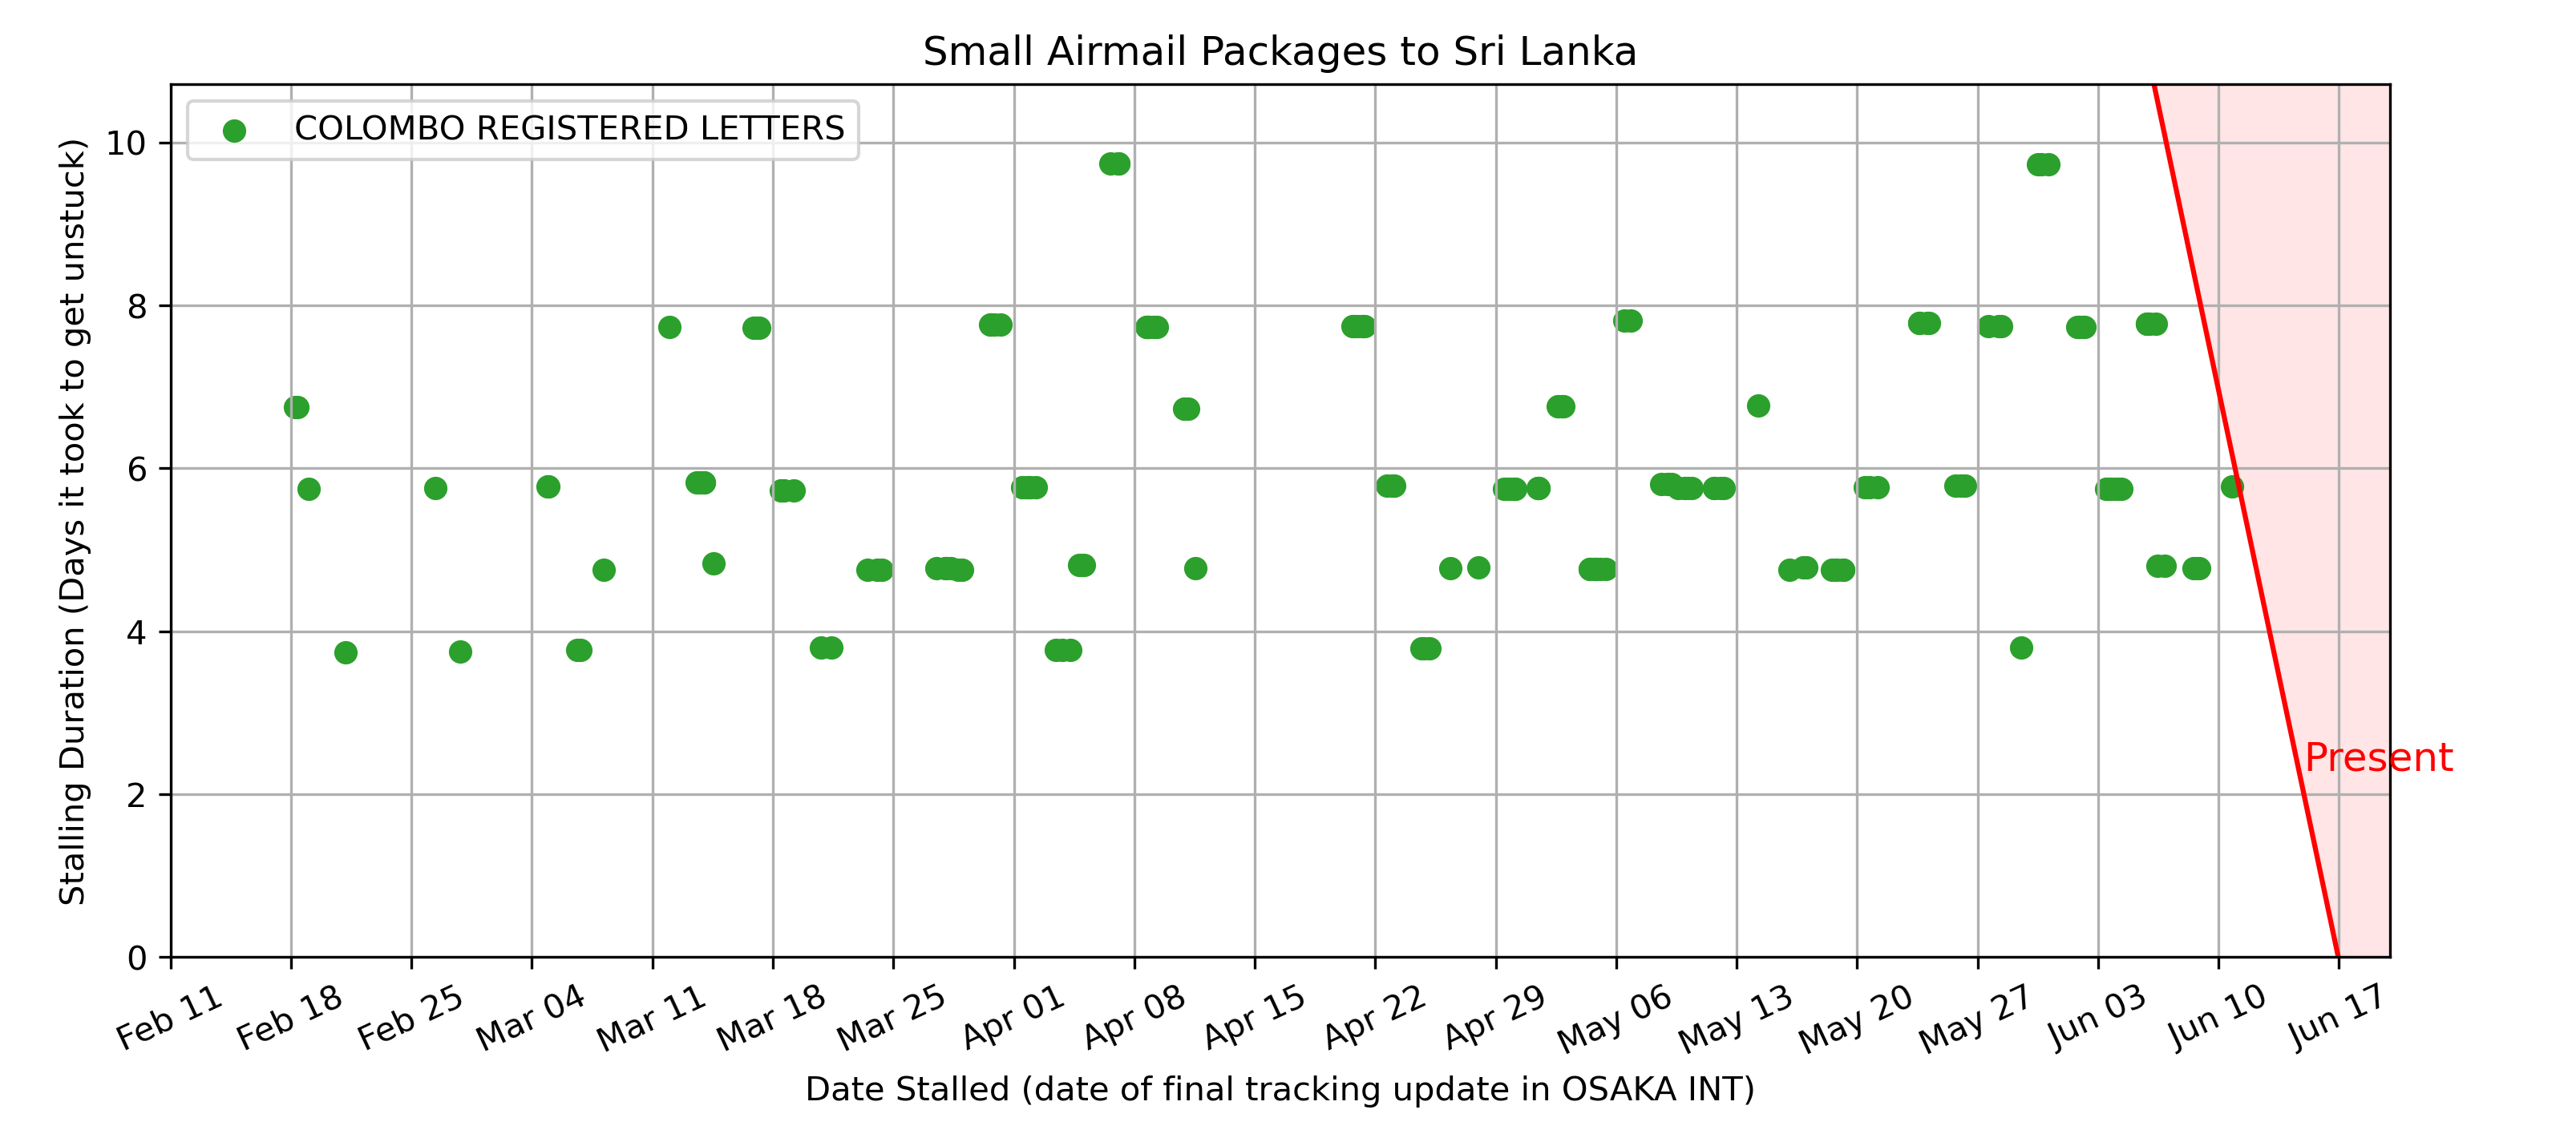 Small Airmail Packages to Sri Lanka
COLOMBO REGISTERED LETTERS
Stalling Duration (Days it took to get unstuck)
10
8
6
4
2
0
Present
Feb 11
Feb 18
Feb 25
Mar 04
Mar 11
Mar 18
Mar 25
Apr 01
Apr 08
Apr 15
Apr 22
Apr 29
May 06
May 13
May 20
May 27
Jun 03
Jun 10
Jun 17
Date Stalled (date of final tracking update in OSAKA INT)